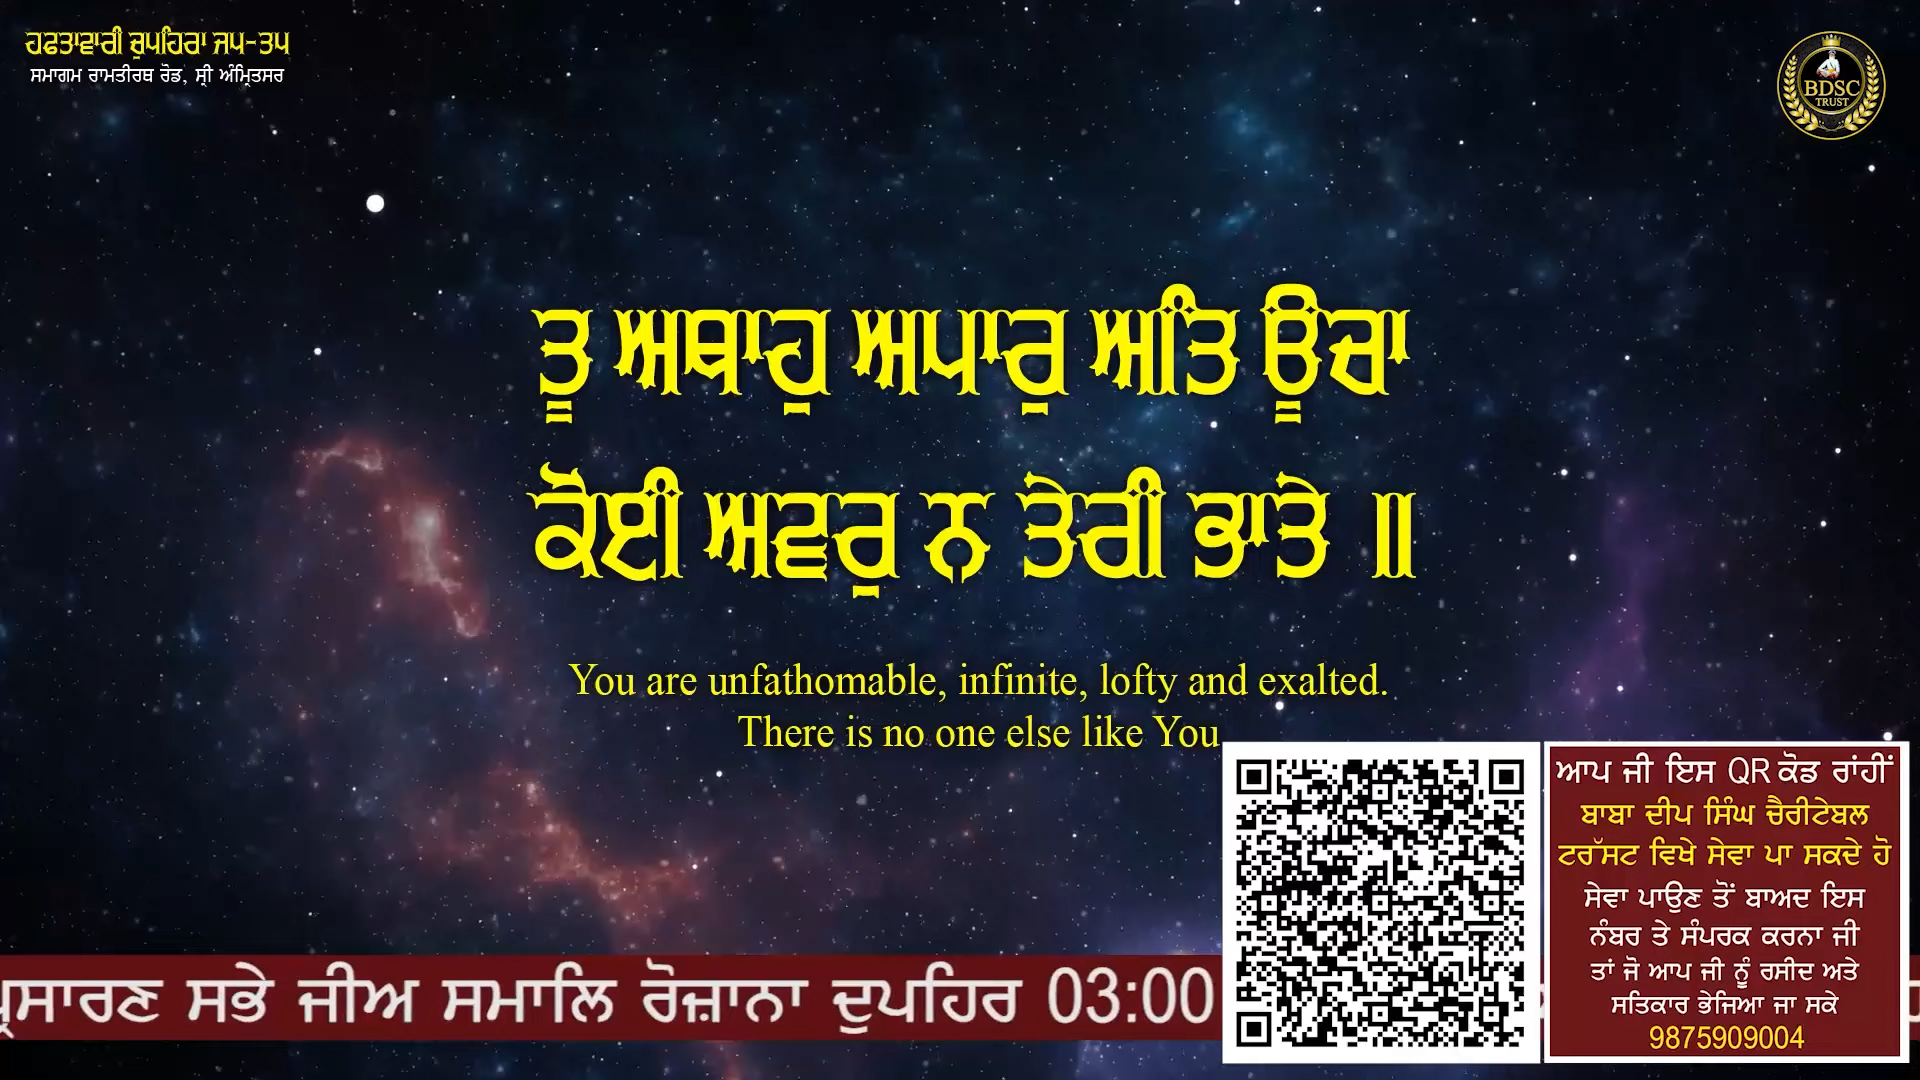 ਹਫਤਾਵਾਰੀ ਚੁਪਹਿਰਾ ਜਪ-ਤਪ
ਸਮਾਗਮ ਰਾਮਤੀਰਥ ਰੋਡ, ਸ੍ਰੀ ਅੰਮ੍ਰਿਤਸਰ
BDSC
TRUST
ਤੂ ਅਥਾਹੁ ਅਪਾਰੁ ਅਤਿ ਊਚਾ
ਕੋਈ ਅਵਰੁ ਨ ਤੇਰੀ ਭਾਤੇ ॥
You are unfathomable, infinite, lofty and exalted.
There is no one else like You
ਆਪ ਜੀ ਇਸ QR ਕੋਡ ਰਾਂਹੀਂ
ਬਾਬਾ ਦੀਪ ਸਿੰਘ ਚੈਰੀਟੇਬਲ
ਟਰੱਸਟ ਵਿਖੇ ਸੇਵਾ ਪਾ ਸਕਦੇ ਹੋ
ਸੇਵਾ ਪਾਉਣ ਤੋਂ ਬਾਅਦ ਇਸ
ਨੰਬਰ ਤੇ ਸੰਪਰਕ ਕਰਨਾ ਜੀ
ਤਾਂ ਜੋ ਆਪ ਜੀ ਨੂੰ ਰਸੀਦ ਅਤੇ
ਸਤਿਕਾਰ ਭੇਜਿਆ ਜਾ ਸਕੇ
9875909004
ਪ੍ਰਸਾਰਣ ਸਭੇ ਜੀਅ ਸਮਾਲਿ ਰੋਜ਼ਾਨਾ ਦੁਪਹਿਰ 03:00